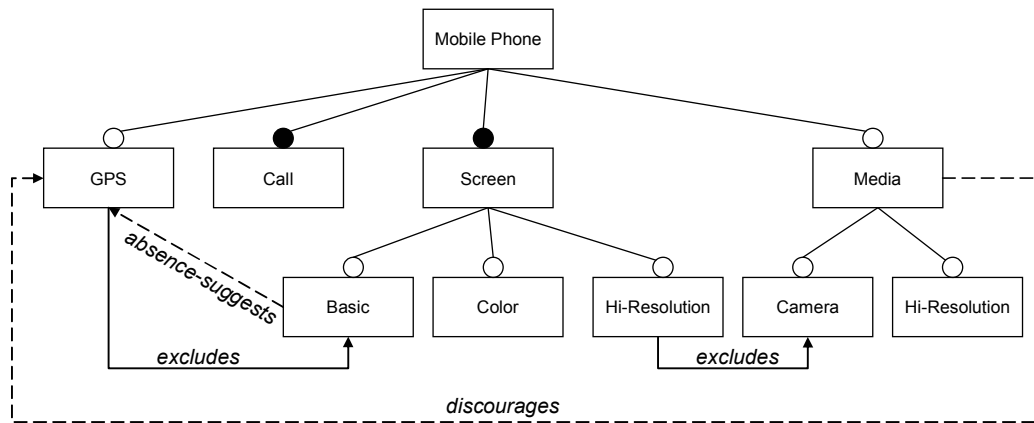 Mobile Phone
GPS
Call
Screen
Media
absence-suggests
Basic
Color
Hi-Resolution
Camera
Hi-Resolution
excludes
excludes
discourages